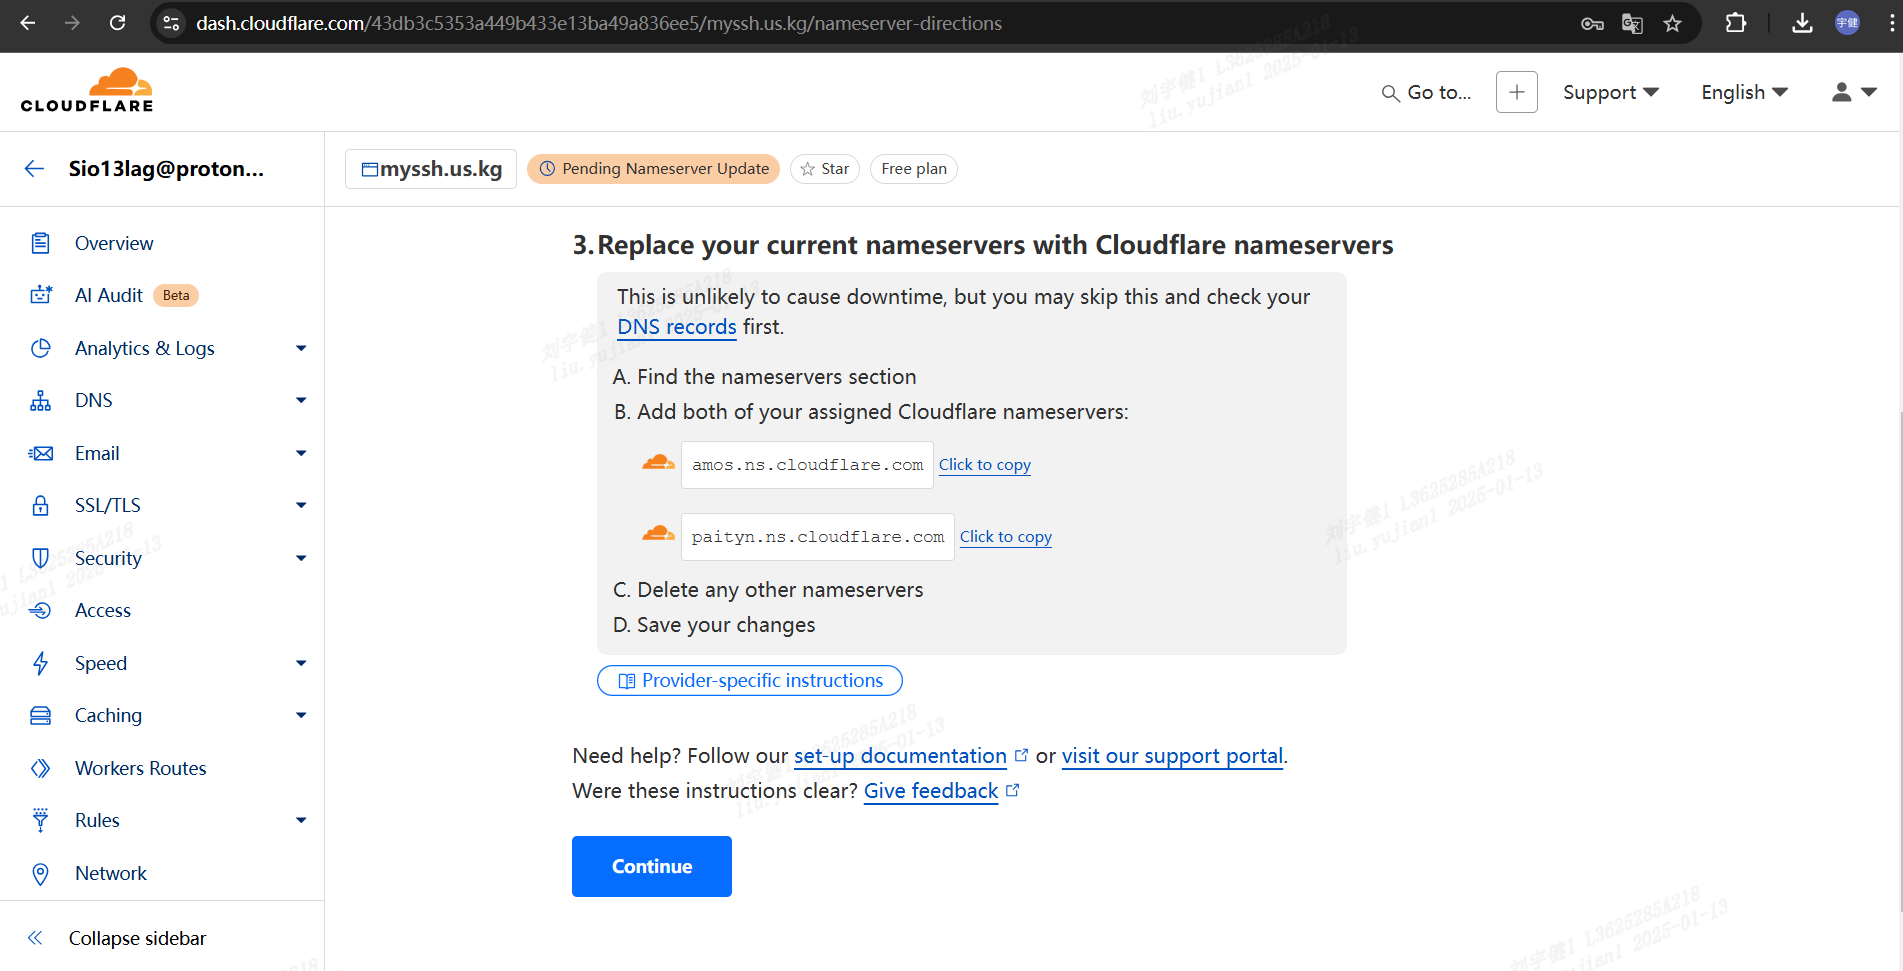 dash.cloudflare.com/43db3c5353a449b433e13ba49a836ee5/myssh.us.kg/nameserver-directions
宇健
CLOUDFLARE
Go to...
Support
English
Sio13lag@proton...
myssh.us.kg
Pending Nameserver Update
Star
Free plan
Overview
AI Audit Beta
Analytics & Logs
DNS
Email
SSL/TLS
Security
Access
Speed
Caching
Workers Routes
Rules
Network
Collapse sidebar
3. Replace your current nameservers with Cloudflare nameservers
This is unlikely to cause downtime, but you may skip this and check your
DNS records first.
A. Find the nameservers section
B. Add both of your assigned Cloudflare nameservers:
amos.ns.cloudflare.com Click to copy
paityn.ns.cloudflare.com Click to copy
C. Delete any other nameservers
D. Save your changes
Provider-specific instructions
Need help? Follow our set-up documentation or visit our support portal.
Were these instructions clear? Give feedback
Continue
刘宇健1 L3625285A218
liu.yujian1 2025-01-13